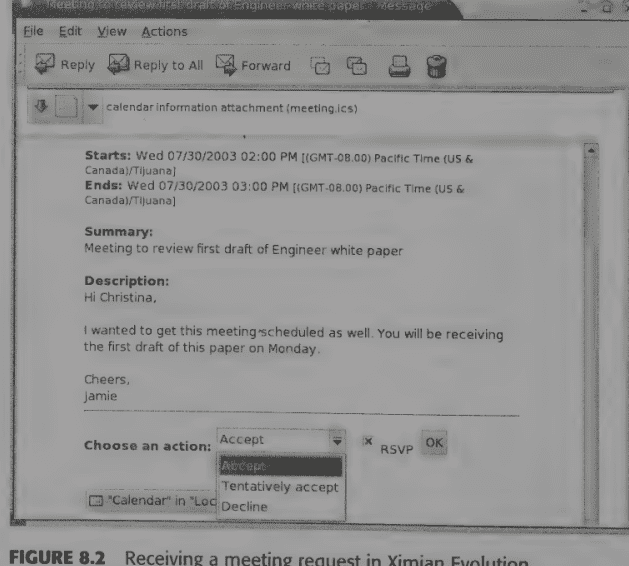 Meeting to review first draft of Engineer white paper - Message
File Edit View Actions
Reply Reply to All Forward
calendar information attachment (meeting.ics)
Starts: Wed 07/30/2003 02:00 PM [(GMT-08.00) Pacific Time (US &
Canada)/Tijuana]
Ends: Wed 07/30/2003 03:00 PM [(GMT-08.00) Pacific Time (US &
Canada)/Tijuana]
Summary:
Meeting to review first draft of Engineer white paper
Description:
Hi Christina,
I wanted to get this meeting scheduled as well. You will be receiving
the first draft of this paper on Monday.
Cheers,
Jamie
Choose an action: Accept RSVP OK
Accept
Tentatively accept
"Calendar" in "Loc
Decline
FIGURE 8.2 Receiving a meeting request in Ximian Evolution